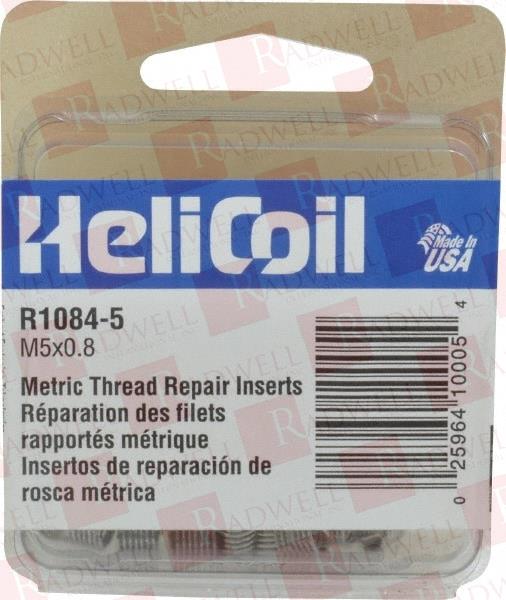 HeliCoil
Made In
USA
R1084-5
M5x0.8
Metric Thread Repair Inserts
Réparation des filets
rapportés métrique
Insertos de reparación de
rosca métrica
0 25964 10005 4
RADWELL